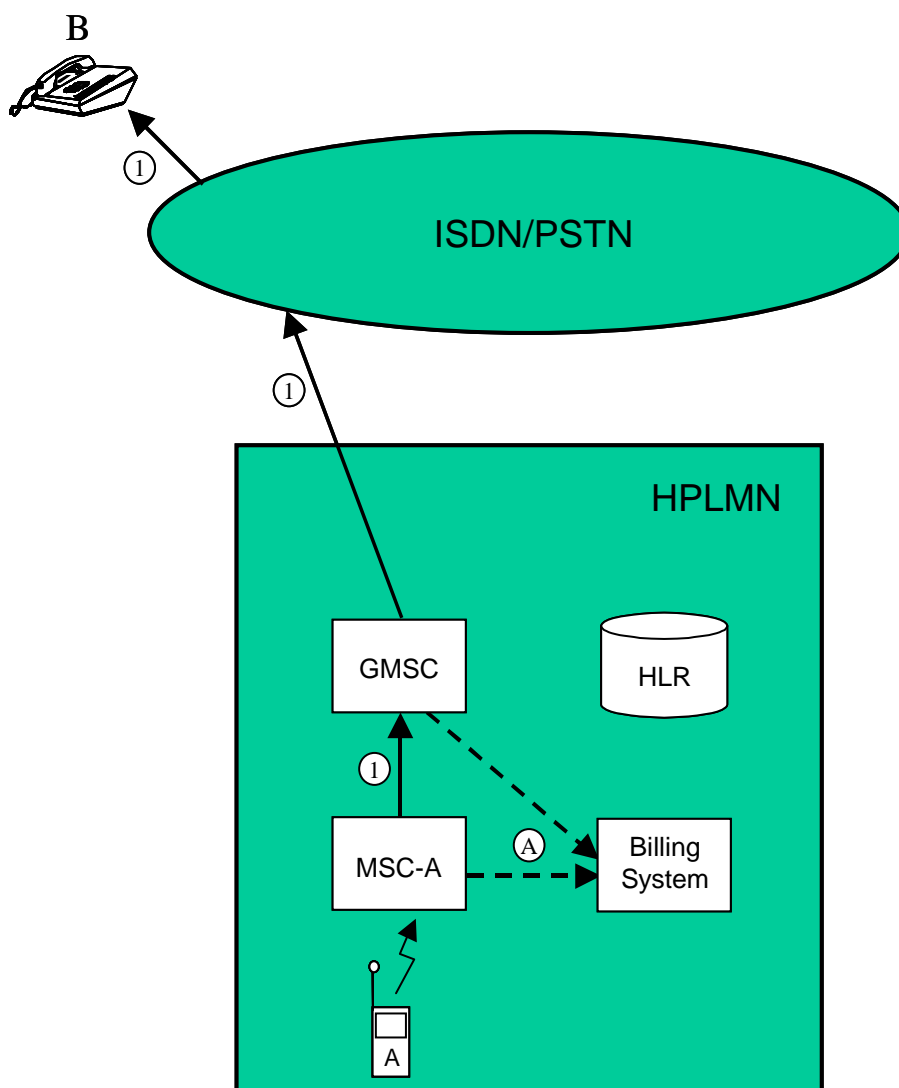 B
1
ISDN/PSTN
1
HPLMN
GMSC
HLR
1
A
MSC-A
Billing
System
A